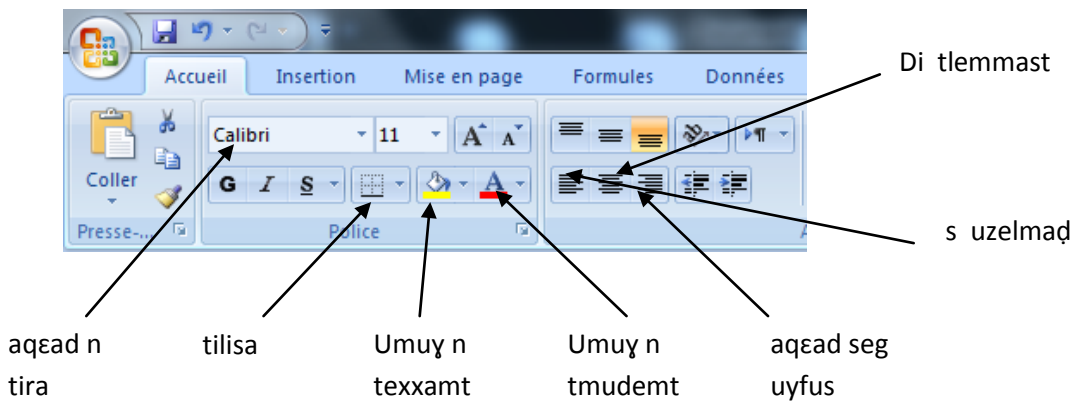 Accueil Insertion Mise en page Formules Données
Di tlemmast
Calibri 11 A A
Coller
G I S A
s uzelmaḍ
Presse-... Police
aqɛad n
tira
tilisa
Umuɣ n
texxamt
Umuɣ n
tmudemt
aqɛad seg
uyfus